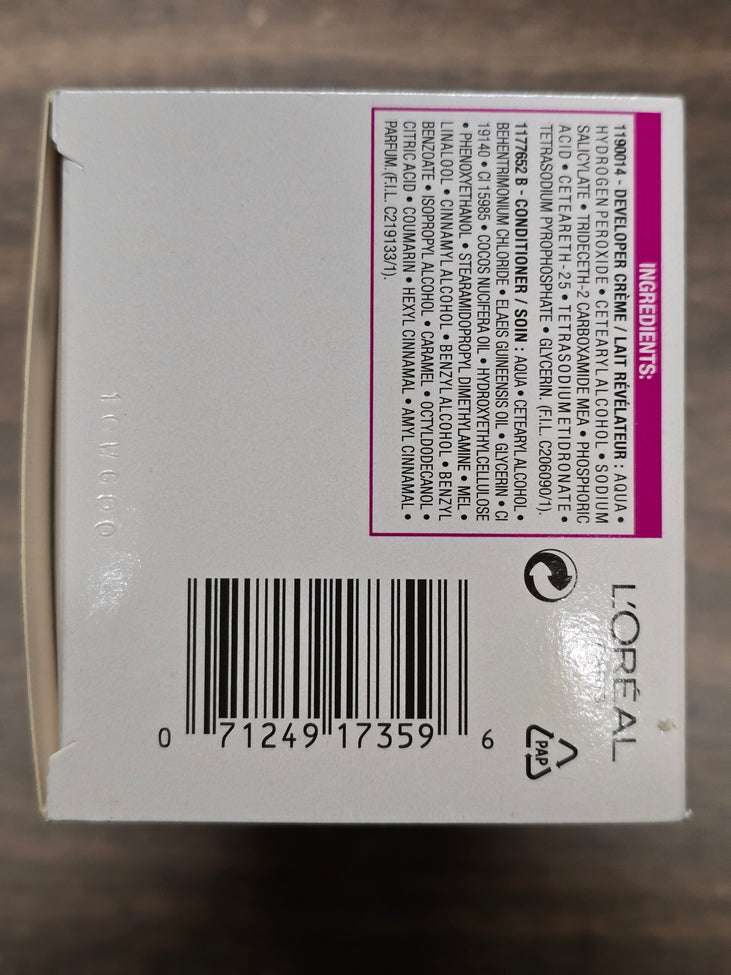 INGREDIENTS:
1190014 - DEVELOPER CRÈME / LAIT RÉVÉLATEUR : AQUA •
HYDROGEN PEROXIDE • CETEARYL ALCOHOL • SODIUM
SALICYLATE • TRIDECETH-2 CARBOXAMIDE MEA • PHOSPHORIC
ACID • CETEARETH-25 • TETRASODIUM ETIDRONATE •
TETRASODIUM PYROPHOSPHATE • GLYCERIN. (F.I.L. C206090/1).
1177652 B - CONDITIONER / SOIN : AQUA • CETEARYL ALCOHOL •
BEHENTRIMONIUM CHLORIDE • ELAEIS GUINEENSIS OIL • GLYCERIN • CI
19140 • CI 15985 • COCOS NUCIFERA OIL • HYDROXYETHYLCELLULOSE
• PHENOXYETHANOL • STEARAMIDOPROPYL DIMETHYLAMINE • MEL •
LINALOOL • CINNAMYL ALCOHOL • BENZYL ALCOHOL • BENZYL
BENZOATE • ISOPROPYL ALCOHOL • CARAMEL • OCTYLDODECANOL •
CITRIC ACID • COUMARIN • HEXYL CINNAMAL • AMYL CINNAMAL •
PARFUM. (F.I.L. C219133/1).
L'ORÉAL
PARIS
PAP
0 71249 17359 6